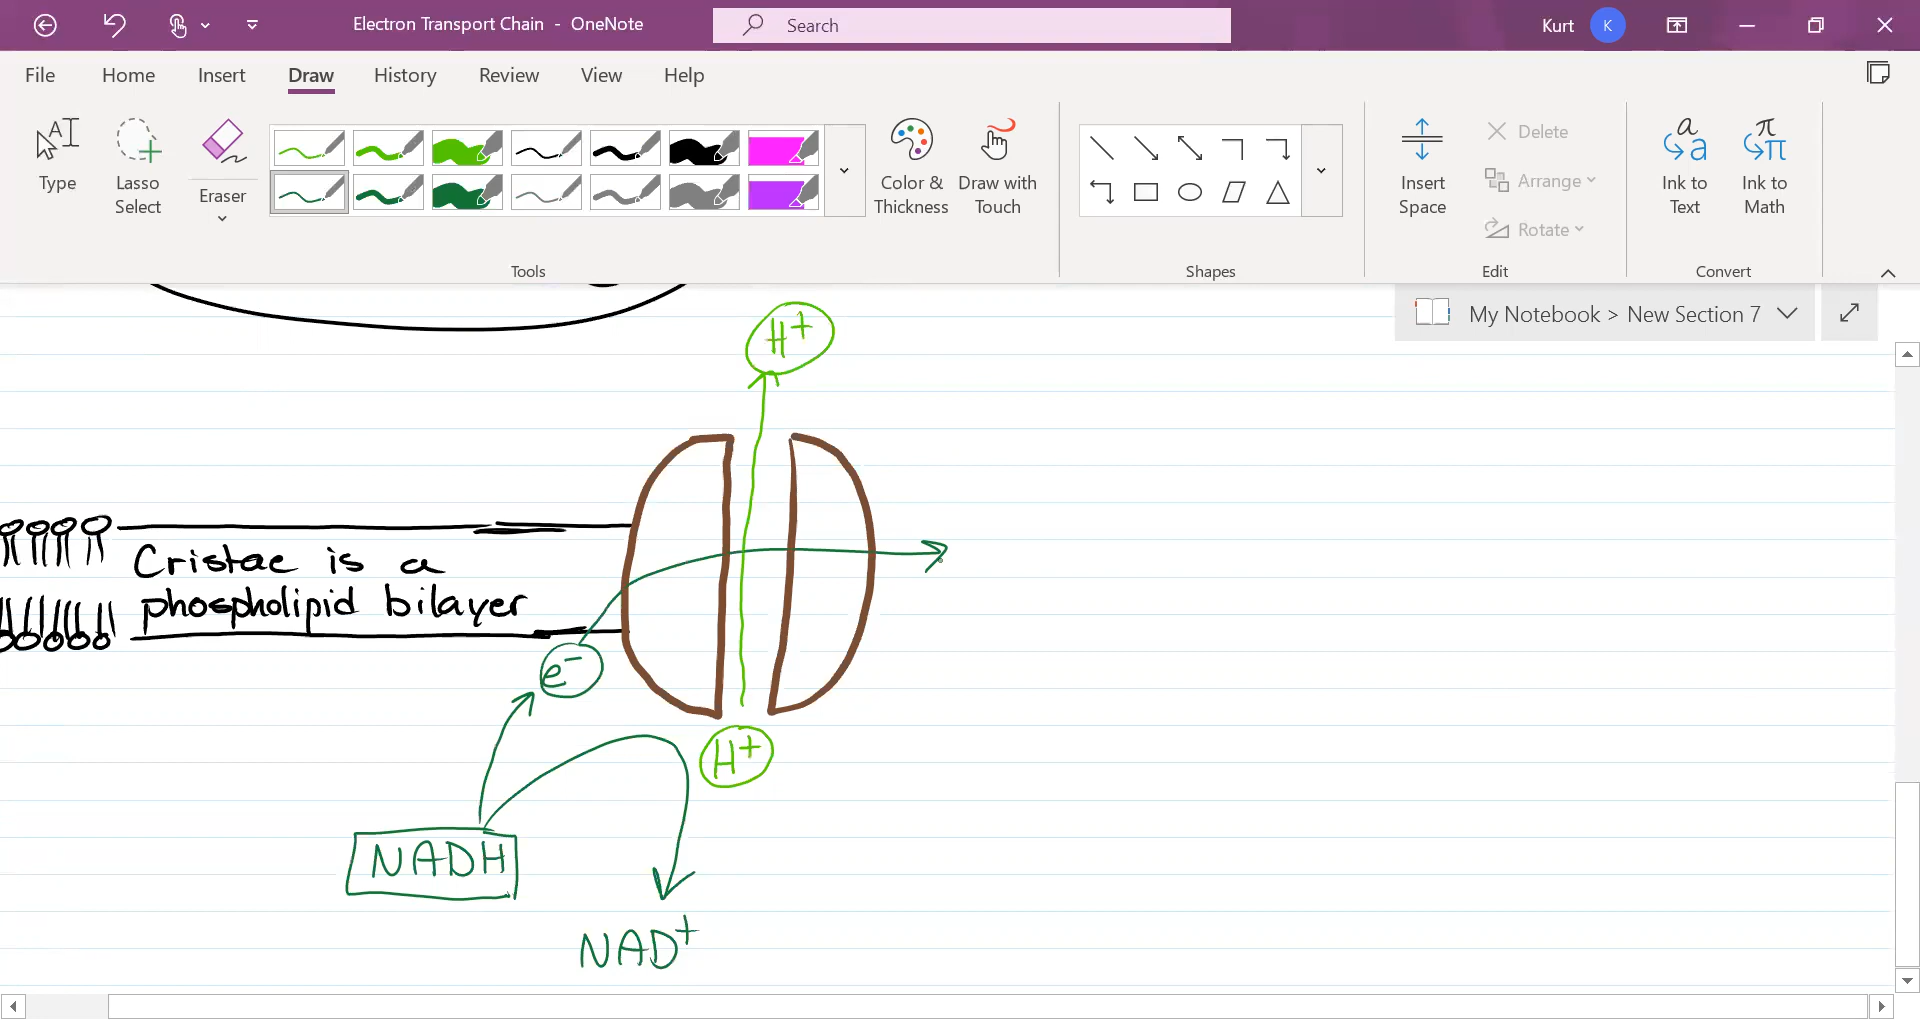 Electron Transport Chain - OneNote
Search
Kurt
K
File Home Insert Draw History Review View Help
Type
Lasso Select
Eraser
Color & Thickness
Draw with Touch
Insert Space
Delete
Arrange
Rotate
Ink to Text
Ink to Math
Tools
Shapes
Edit
Convert
My Notebook > New Section 7
H+
Cristae is a
phospholipid bilayer
e-
H+
NADH
NAD+